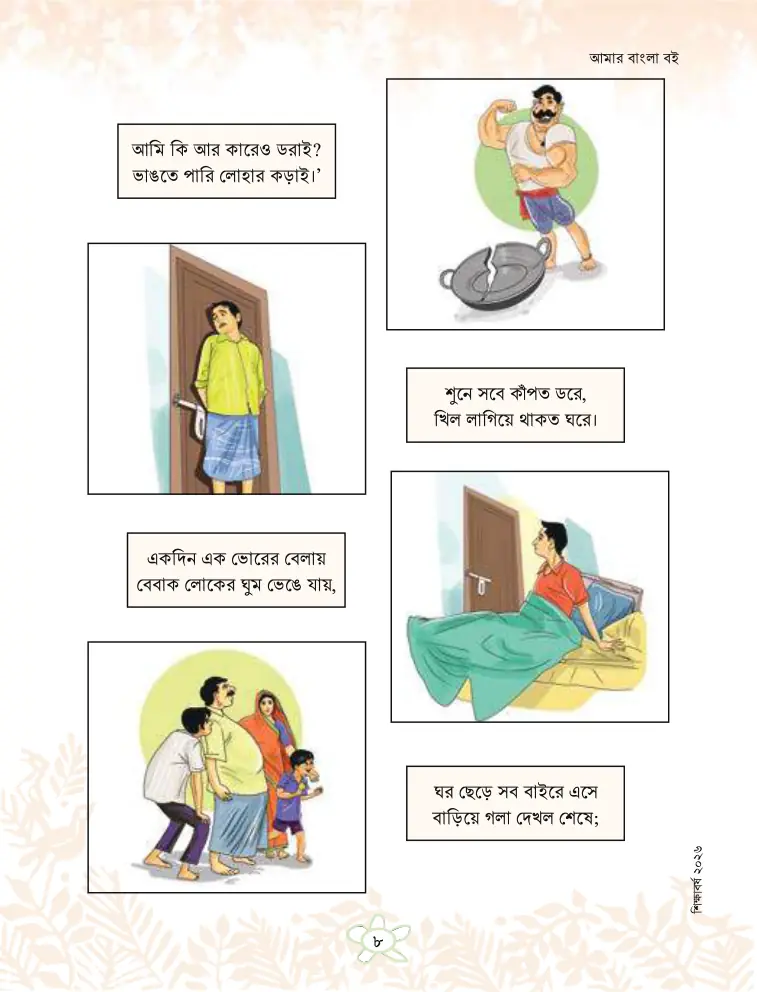 আমার বাংলা বই
আমি কি আর কারেও ডরাই?
ভাঙতে পারি লোহার কড়াই।’
শুনে সবে কাঁপত ডরে,
খিল লাগিয়ে থাকত ঘরে।
একদিন এক ভোরের বেলায়
বেবাক লোকের ঘুম ভেঙে যায়,
ঘর ছেড়ে সব বাইরে এসে
বাড়িয়ে গলা দেখল শেষে;
শিক্ষাবর্ষ ২০২৬
৮